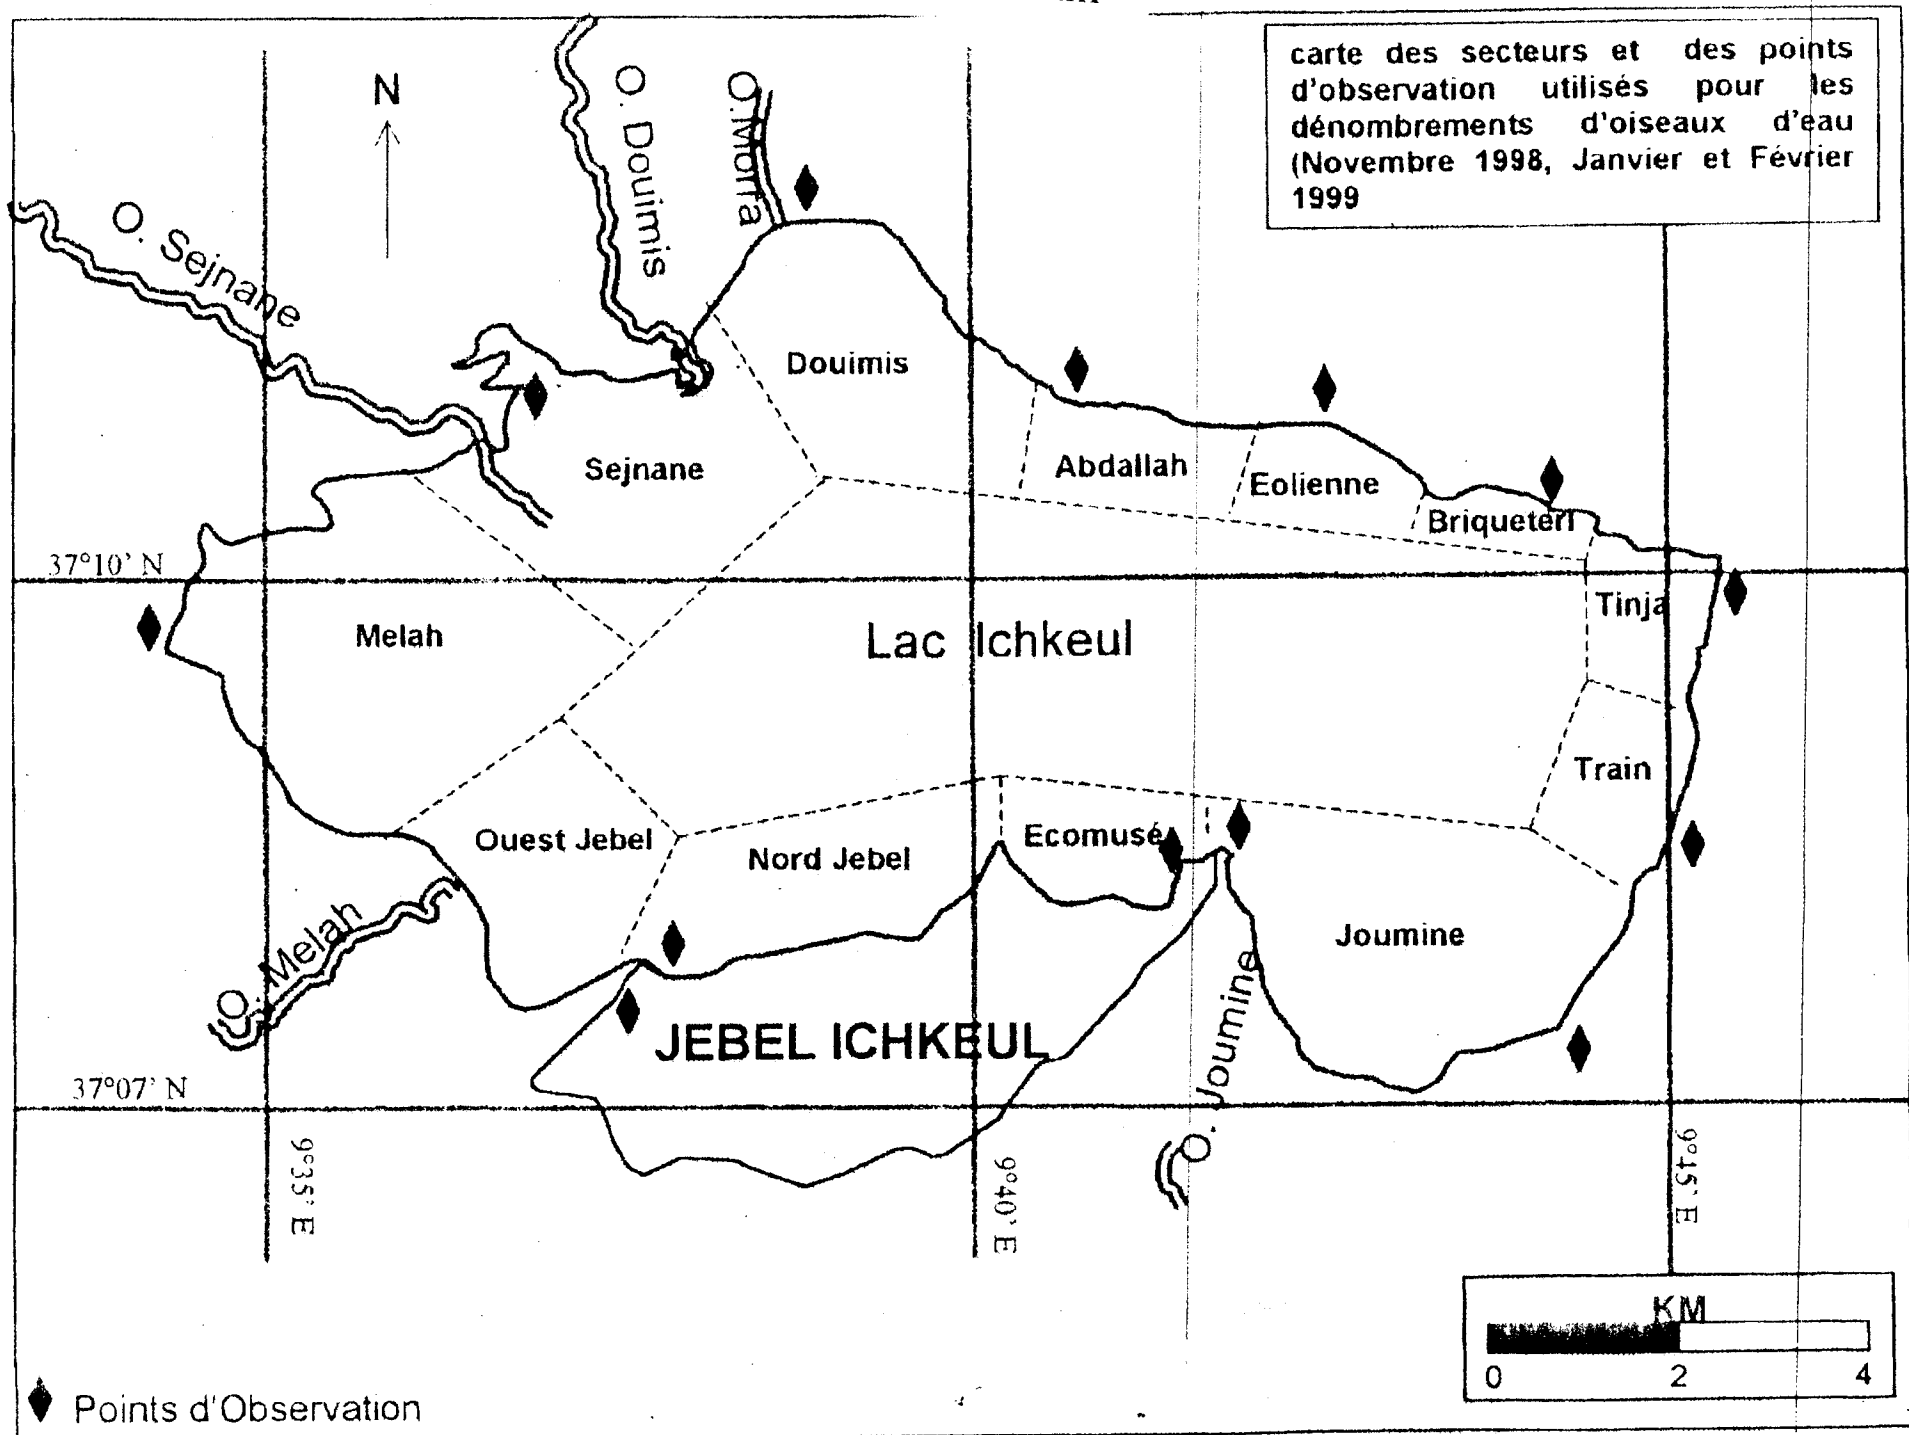 carte des secteurs et des points
d'observation utilisés pour les
dénombrements d'oiseaux d'eau
(Novembre 1998, Janvier et Février
1999
N
O. Douimis
O. Morra
O. Sejnane
Douimis
Sejnane
Abdallah
Eolienne
Briqueteri
37°10' N
Tinja
Melah
Lac Ichkeul
Train
Ouest Jebel
Nord Jebel
Ecomusé
Joumine
O. Melah
JEBEL ICHKEUL
O. Joumine
37°07' N
9°35' E
9°40' E
9°45' E
KM
0 2 4
Points d'Observation